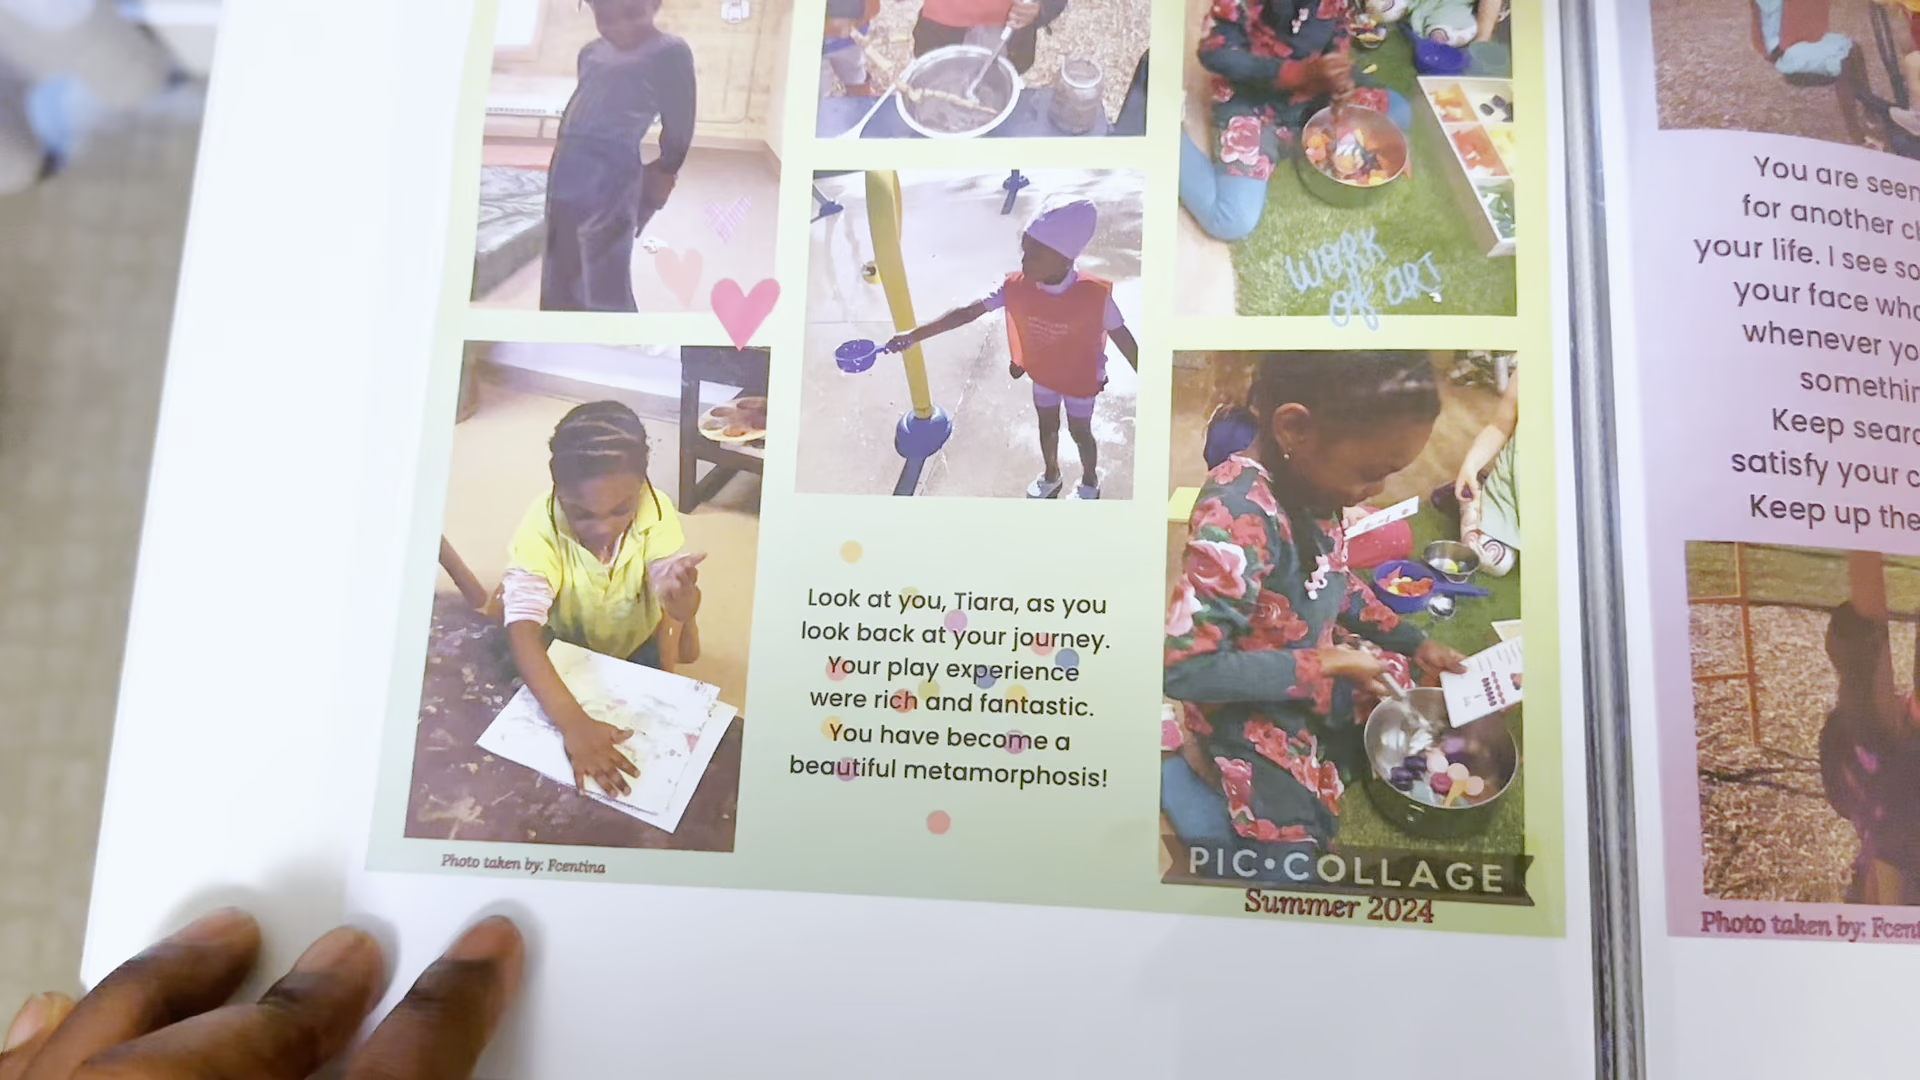 WORK
of ART
Look at you, Tiara, as you
look back at your journey.
Your play experience
were rich and fantastic.
You have become a
beautiful metamorphosis!
Photo taken by: Fcentina
PIC•COLLAGE
Summer 2024
You are seen
for another
your life. I see
your face
whenever
Keep
satisfy your
Keep up the
Photo taken by: